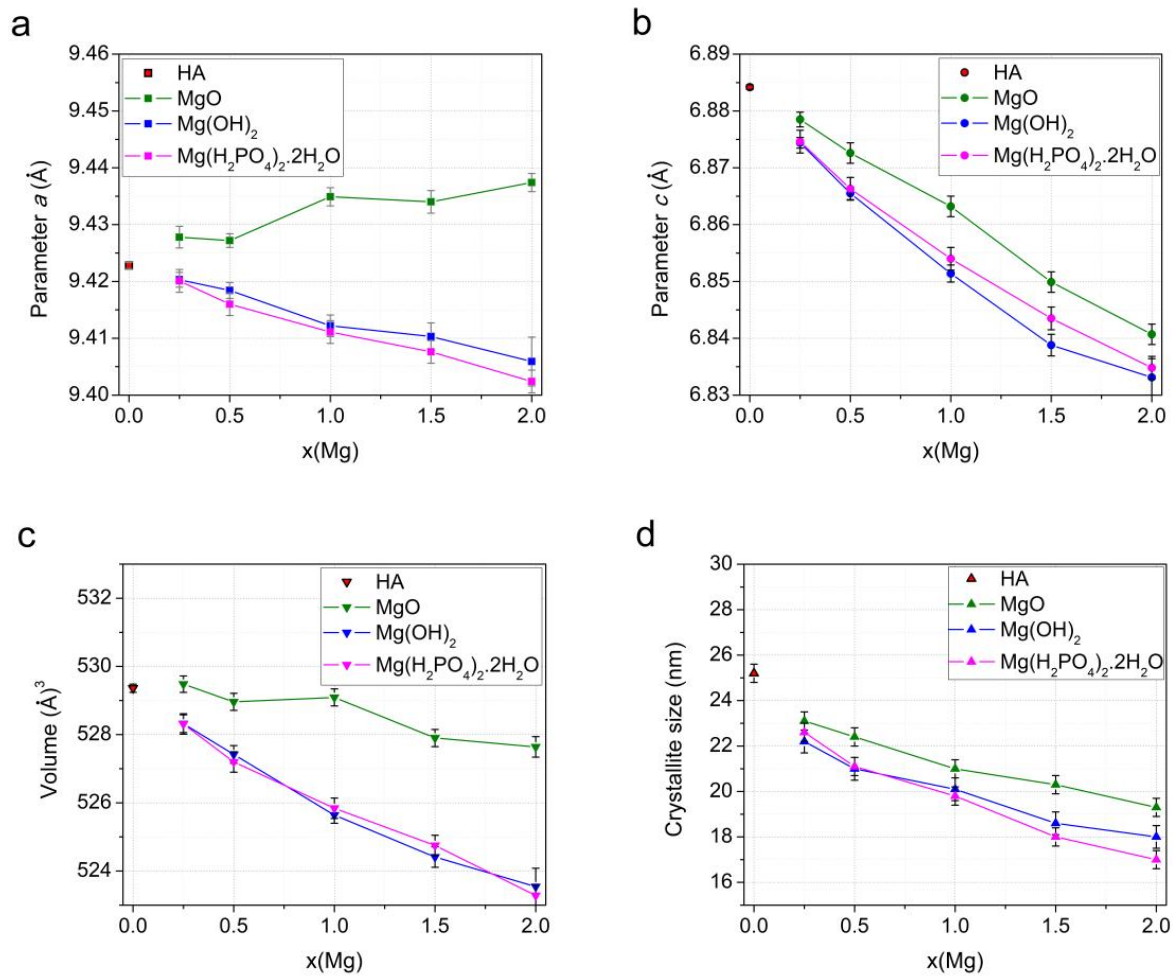 a
9.46
9.45
9.44
9.43
9.42
9.41
9.40
Parameter a (Å)
HA
MgO
Mg(OH)₂
Mg(H₂PO₄)₂.2H₂O
0.0 0.5 1.0 1.5 2.0
x(Mg)
b
6.89
6.88
6.87
6.86
6.85
6.84
6.83
Parameter c (Å)
HA
MgO
Mg(OH)₂
Mg(H₂PO₄)₂.2H₂O
0.0 0.5 1.0 1.5 2.0
x(Mg)
c
532
530
528
526
524
Volume (Å)³
HA
MgO
Mg(OH)₂
Mg(H₂PO₄)₂.2H₂O
0.0 0.5 1.0 1.5 2.0
x(Mg)
d
30
28
26
24
22
20
18
16
Crystallite size (nm)
HA
MgO
Mg(OH)₂
Mg(H₂PO₄)₂.2H₂O
0.0 0.5 1.0 1.5 2.0
x(Mg)